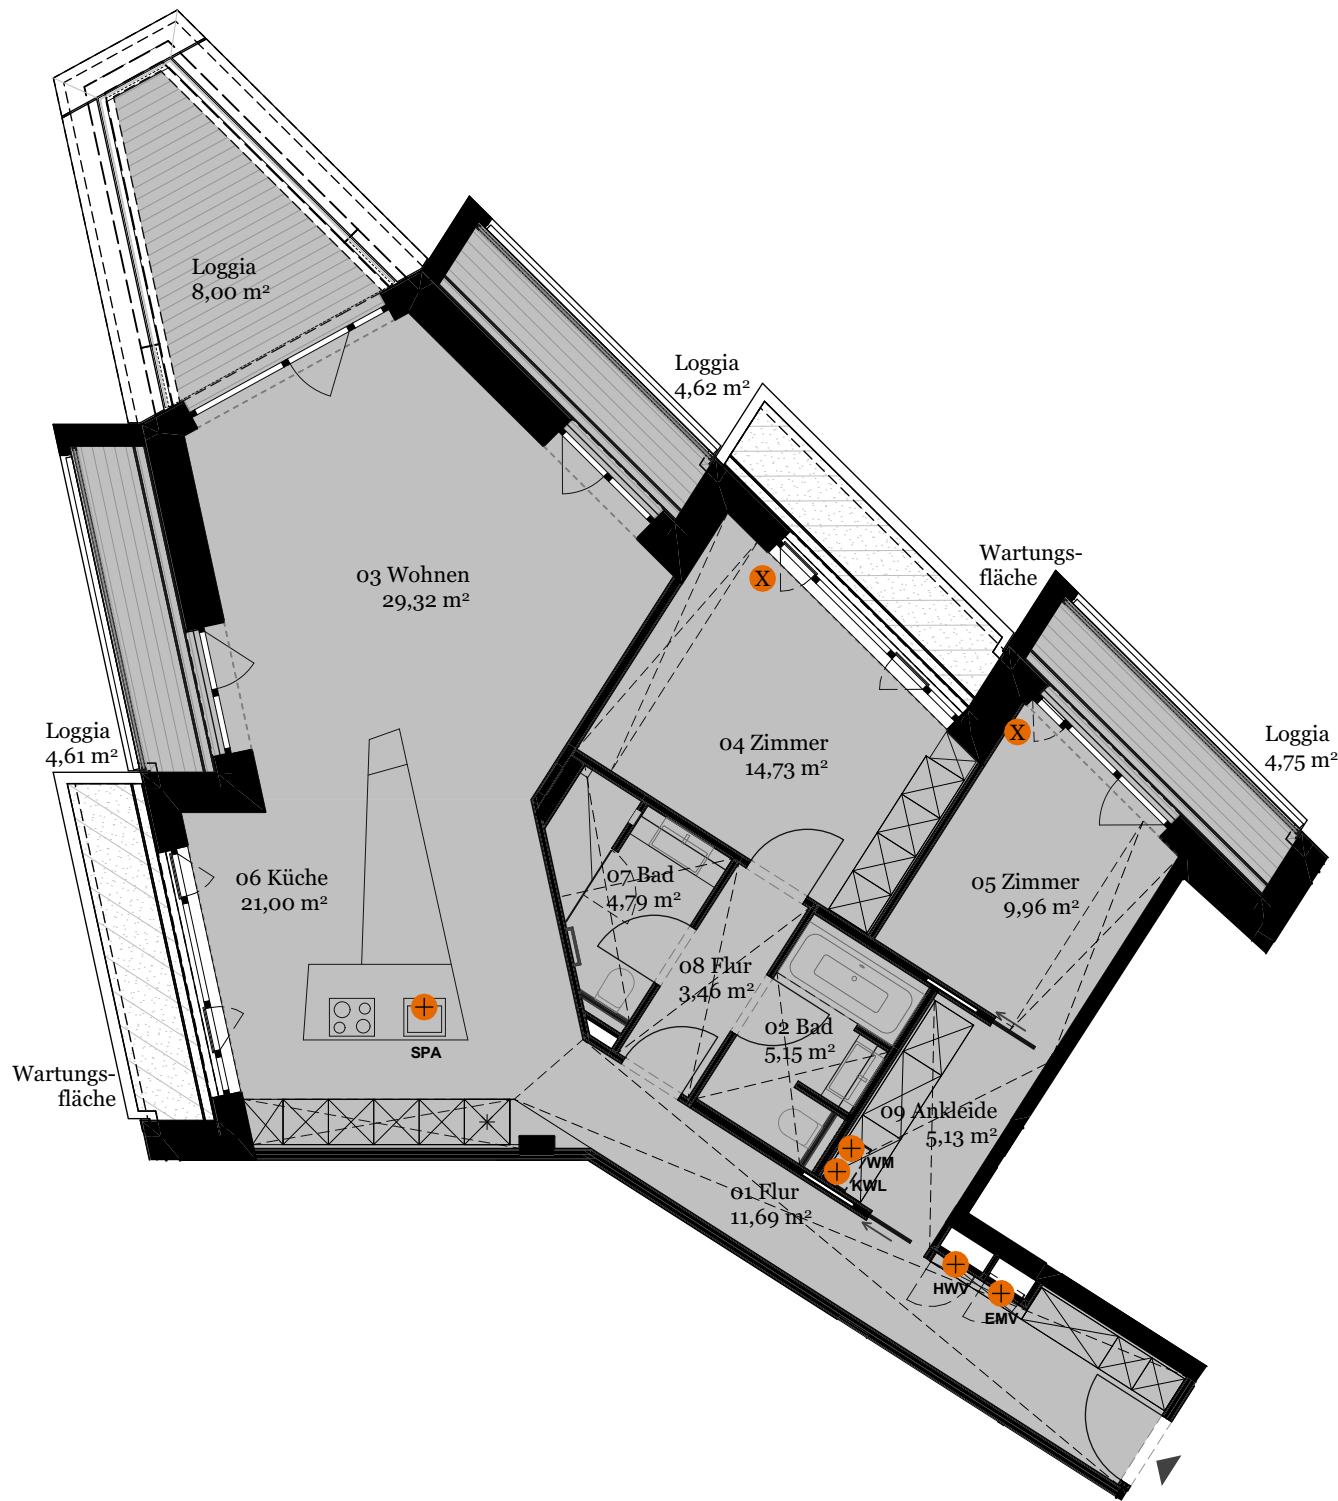 Loggia
8,00 m²
Loggia
4,62 m²
Wartungs-
fläche
03 Wohnen
29,32 m²
X
X
Loggia
4,61 m²
04 Zimmer
14,73 m²
Loggia
4,75 m²
06 Küche
21,00 m²
07 Bad
4,79 m²
05 Zimmer
9,96 m²
08 Flur
3,46 m²
02 Bad
5,15 m²
SPA
Wartungs-
fläche
09 Ankleide
5,13 m²
WM
KWL
01 Flur
11,69 m²
HWV
EMV